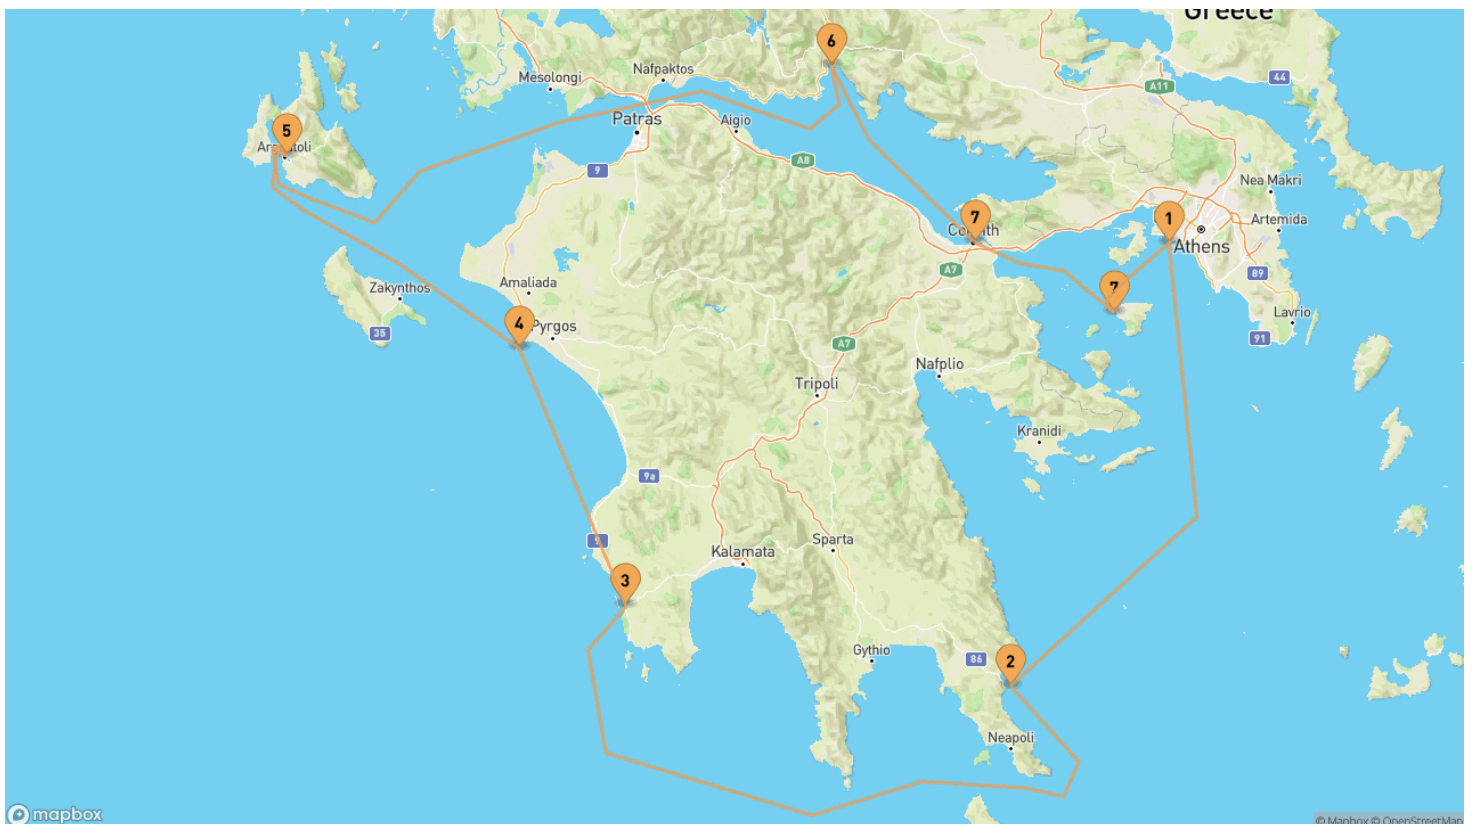 Greece
6
44
Nafpaktos
Mesolongi
A11
Patras
Aigio
5
A8
9
Nea Makri
7
1
Artemida
Athens
A7
89
7
Amaliada
Zakynthos
4
Pyrgos
35
Lavrio
91
A7
Nafplio
Tripoli
Kranidi
9a
9
Kalamata
Sparta
3
Gythio
86
2
Neapoli
mapbox
© Mapbox © OpenStreetMap